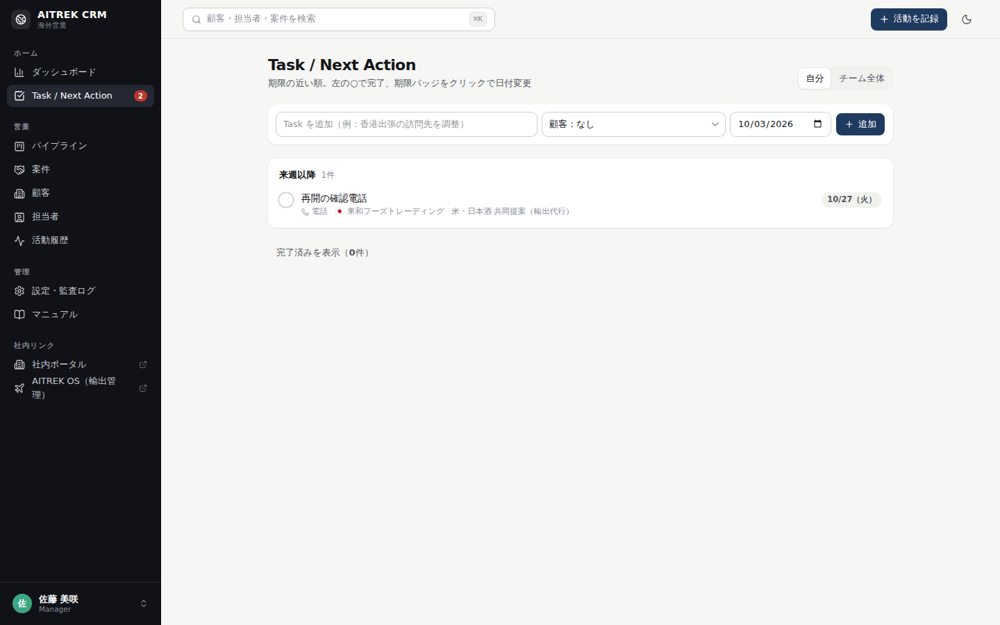 AITREK CRM
海外営業
ホーム
ダッシュボード
Task / Next Action 2
営業
パイプライン
案件
顧客
担当者
活動履歴
管理
設定・監査ログ
マニュアル
社内リンク
社内ポータル
AITREK OS（輸出管
理）
佐藤 美咲
佐
Manager
顧客・担当者・案件を検索 ⌘K
活動を記録
Task / Next Action
期限の近い順。左の○で完了、期限バッジをクリックで日付変更
自分 チーム全体
Task を追加（例：香港出張の訪問先を調整） 顧客：なし 10/03/2026 追加
来週以降 1件
再開の確認電話 10/27（火）
電話 東和フーズトレーディング 米・日本酒 共同提案（輸出代行）
完了済みを表示（0件）